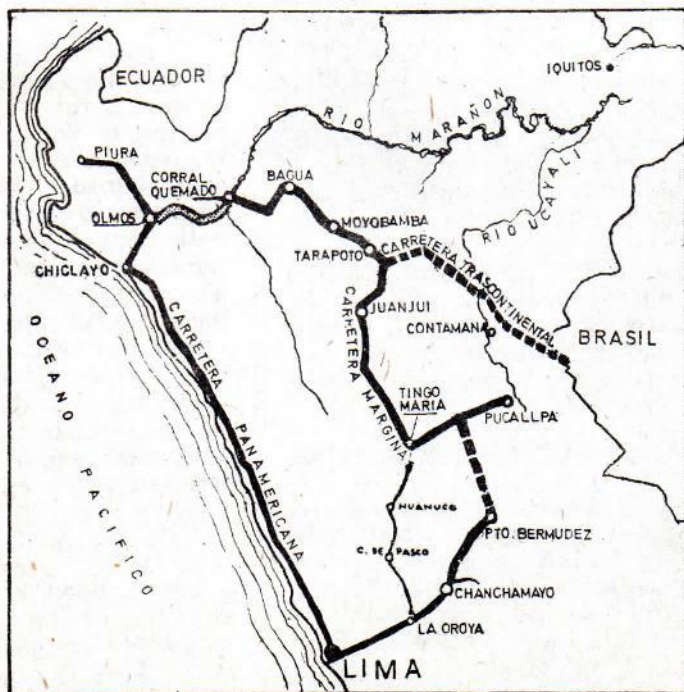 ECUADOR
IQUITOS
RIO MARAÑON
PIURA
CORRAL
QUEMADO
BAGUA
OLMOS
MOYOBAMBA
RIO UCAYALI
TARAPOTO
CARRETERA TRASCONTINENTAL
CHICLAYO
JUANJUI
CONTAMANA
BRASIL
CARRETERA MARGINAL
CARRETERA PANAMERICANA
OCEANO PACIFICO
TINGO
MARIA
PUCALLPA
HUANUCO
PTO. BERMUDEZ
C. DE PASCO
CHANCHAMAYO
LA OROYA
LIMA